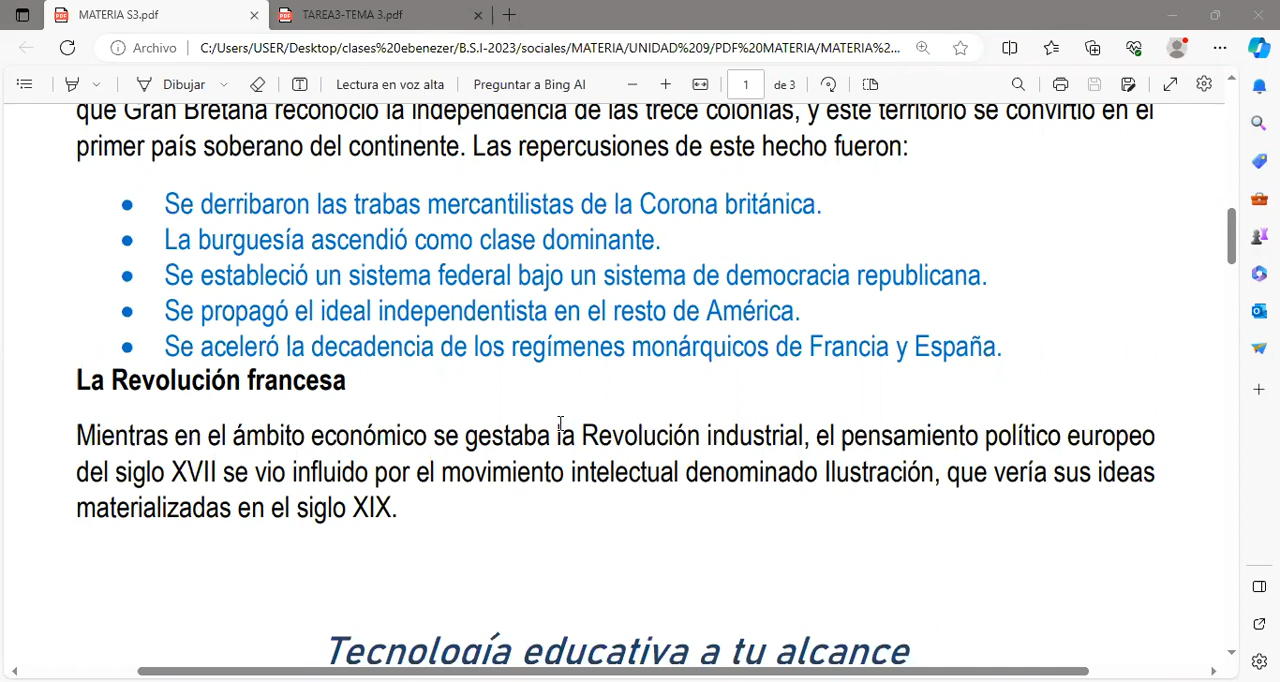 MATERIA S3.pdf
TAREA3-TEMA 3.pdf
Archivo
C:/Users/USER/Desktop/clases%20ebenezer/B.S.I-2023/sociales/MATERIA/UNIDAD%209/PDF%20MATERIA/MATERIA%2...
Dibujar
Lectura en voz alta
Preguntar a Bing AI
1
de 3
que Gran Bretaña reconoció la independencia de las trece colonias, y este territorio se convirtió en el
primer país soberano del continente. Las repercusiones de este hecho fueron:
• Se derribaron las trabas mercantilistas de la Corona británica.
• La burguesía ascendió como clase dominante.
• Se estableció un sistema federal bajo un sistema de democracia republicana.
• Se propagó el ideal independentista en el resto de América.
• Se aceleró la decadencia de los regímenes monárquicos de Francia y España.
La Revolución francesa
Mientras en el ámbito económico se gestaba la Revolución industrial, el pensamiento político europeo
del siglo XVII se vio influido por el movimiento intelectual denominado Ilustración, que vería sus ideas
materializadas en el siglo XIX.
Tecnología educativa a tu alcance